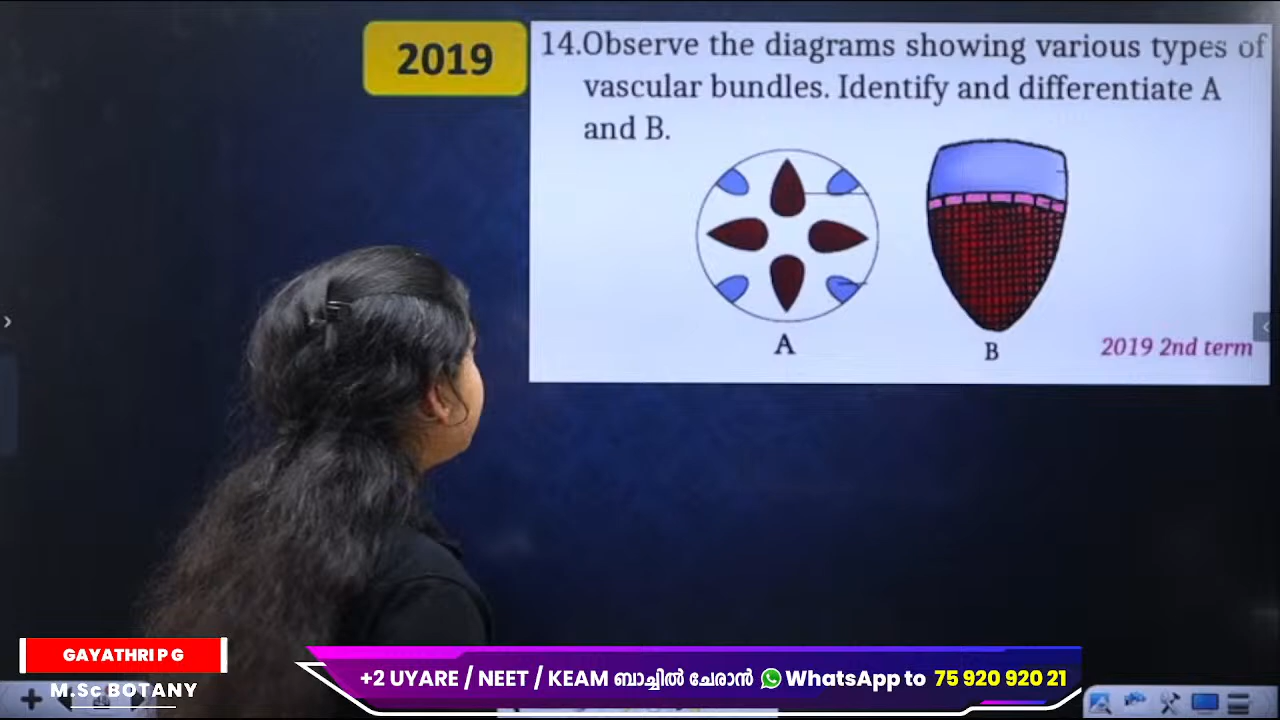 2019
14.Observe the diagrams showing various types of
vascular bundles. Identify and differentiate A
and B.
A
B
2019 2nd term
GAYATHRI P G
M.Sc BOTANY
+2 UYARE / NEET / KEAM ബാച്ചിൽ ചേരാൻ WhatsApp to 75 920 920 21